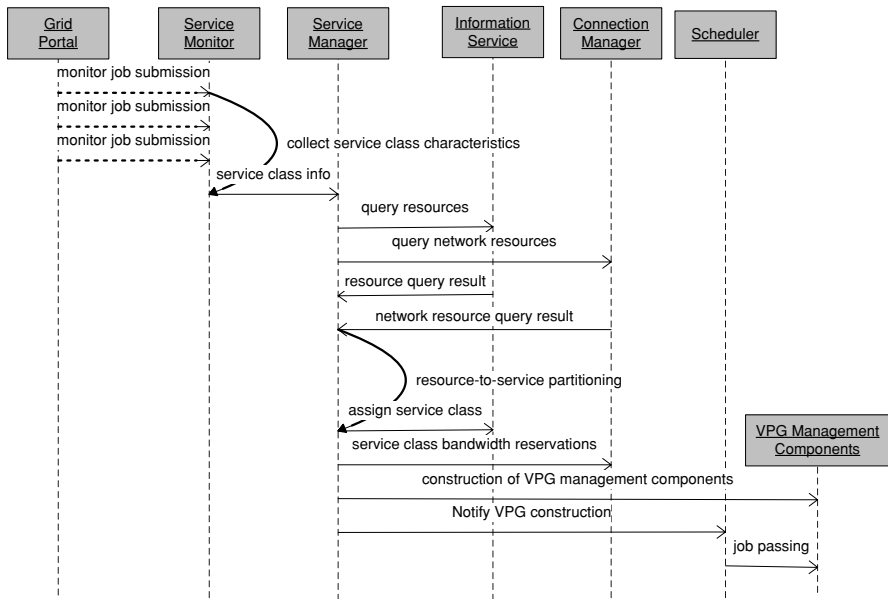 Grid
Portal
Service
Monitor
Service
Manager
Information
Service
Connection
Manager
Scheduler
monitor job submission
monitor job submission
monitor job submission
collect service class characteristics
service class info
query resources
query network resources
resource query result
network resource query result
resource-to-service partitioning
assign service class
service class bandwidth reservations
VPG Management
Components
construction of VPG management components
Notify VPG construction
job passing